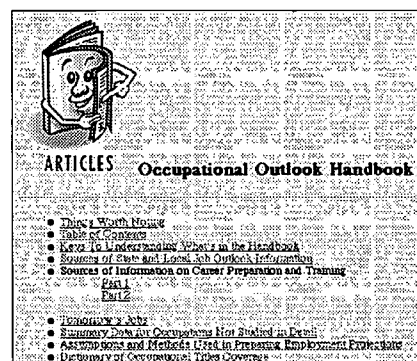 ARTICLES
Occupational Outlook Handbook
Things Worth Noting
Table of Contents
Keys To Understanding What's in the Handbook
Sources of State and Local Job Outlook Information
Sources of Information on Career Preparation and Training
Part 1
Part 2
Tomorrow's Jobs
Summary Data for Occupations Not Studied in Detail
Assumptions and Methods Used in Preparing Employment Projections
Dictionary of Occupational Titles Coverage